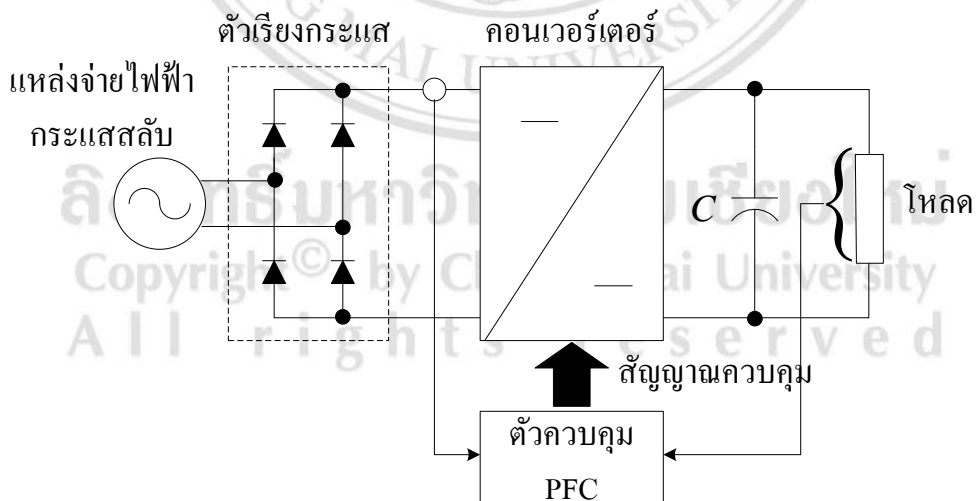 MAI UNIVERSITY
ตัวเรียงกระแส
คอนเวอร์เตอร์
แหล่งจ่ายไฟฟ้า
กระแสสลับ
C
โหลด
Copyright © by Chiang Mai University
All rights reserved
สัญญาณควบคุม
ตัวควบคุม
PFC